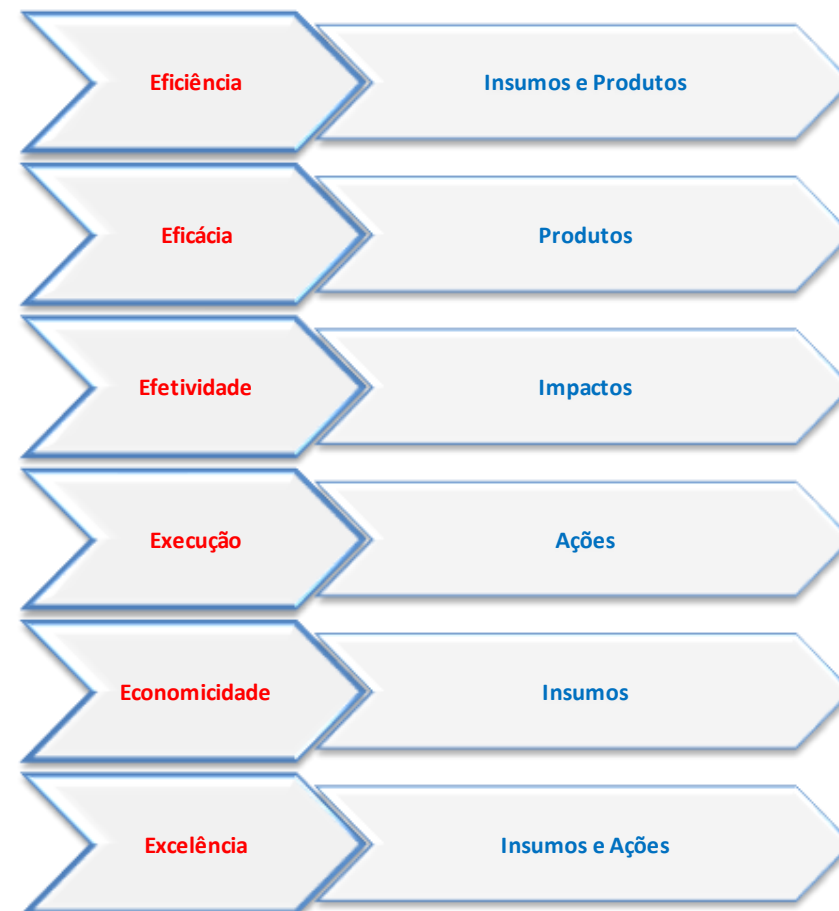 Eficiência
Insumos e Produtos
Eficácia
Produtos
Efetividade
Impactos
Execução
Ações
Economicidade
Insumos
Excelência
Insumos e Ações